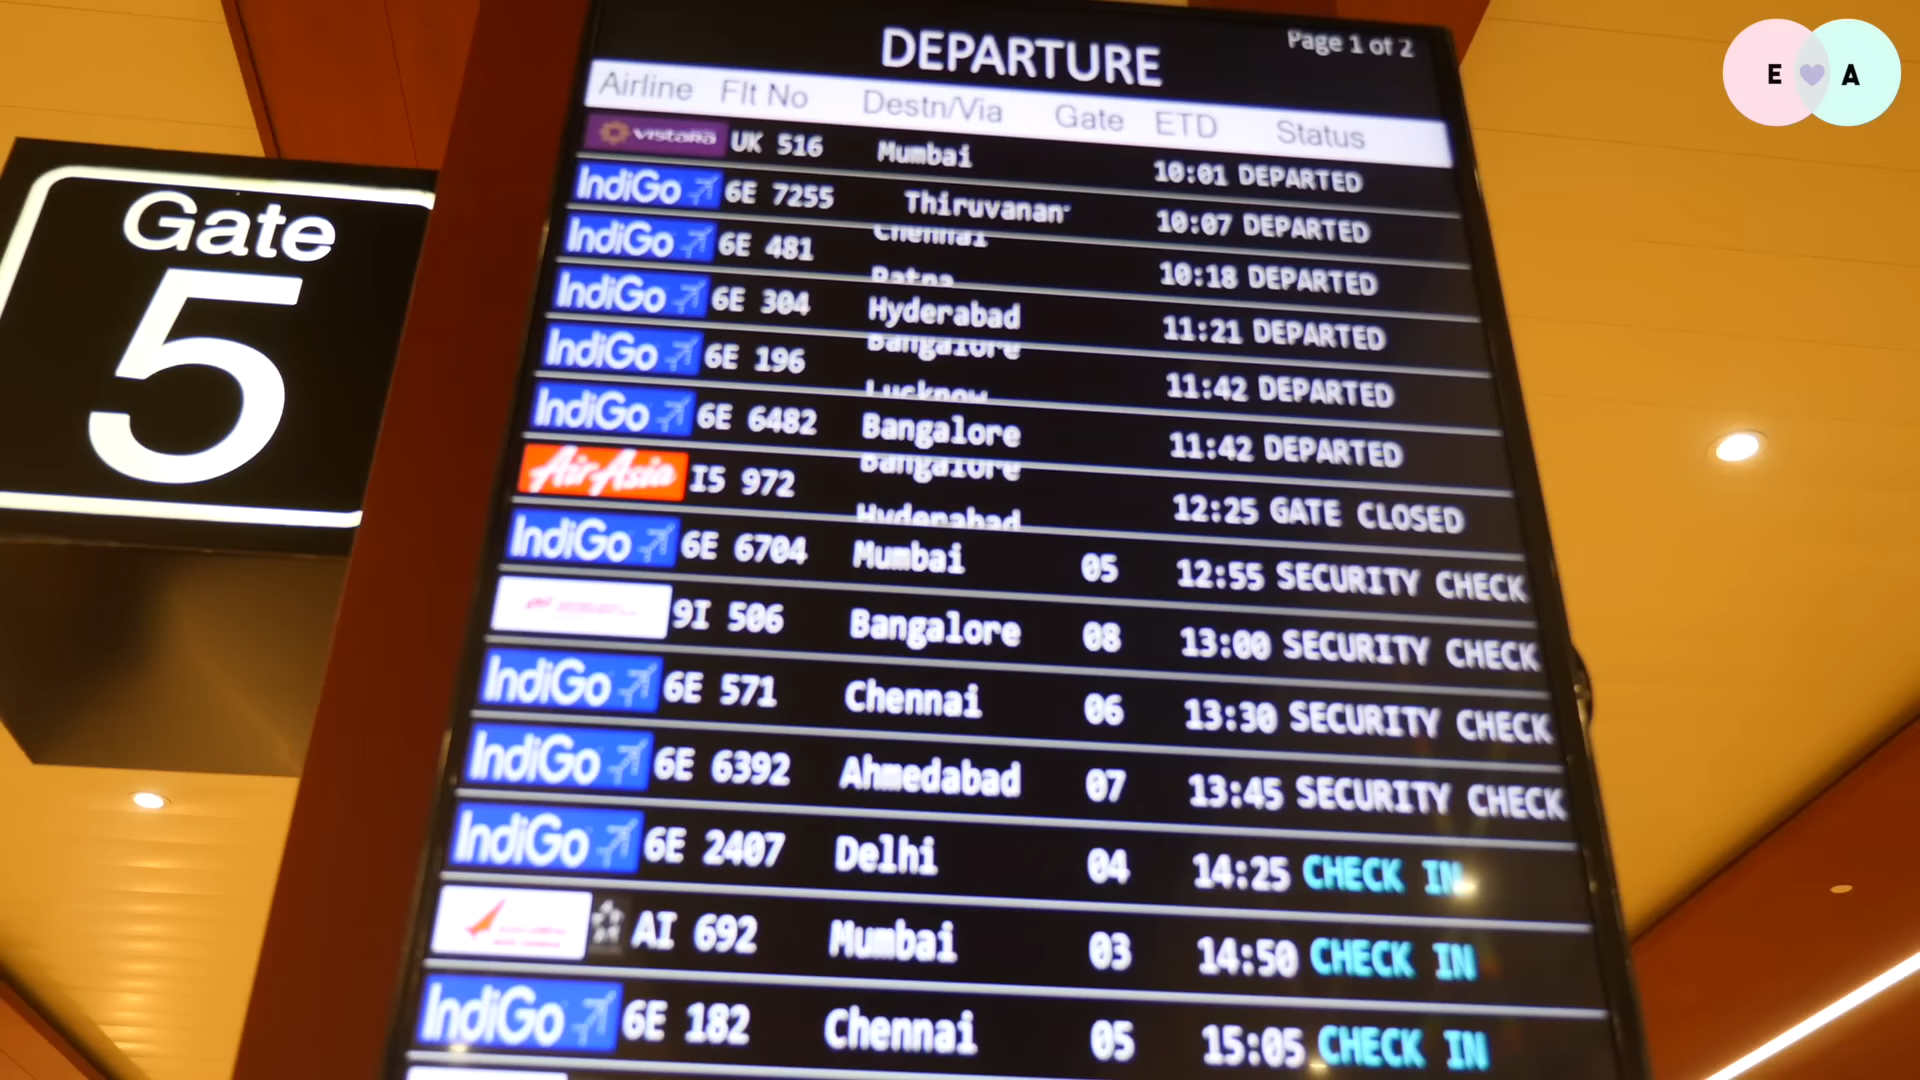 E A
DEPARTURE
Page 1 of 2
Airline Flt No Destn/Via Gate ETD Status
vistara UK 516 Mumbai 10:01 DEPARTED
IndiGo 6E 7255 Thiruvanan 10:07 DEPARTED
IndiGo 6E 481 Chennai Patna 10:18 DEPARTED
IndiGo 6E 304 Hyderabad 11:21 DEPARTED
IndiGo 6E 196 Bangalore Lucknow 11:42 DEPARTED
IndiGo 6E 6482 Bangalore 11:42 DEPARTED
AirAsia I5 972 Bangalore Hyderabad 12:25 GATE CLOSED
IndiGo 6E 6704 Mumbai 05 12:55 SECURITY CHECK
9I 506 Bangalore 08 13:00 SECURITY CHECK
IndiGo 6E 571 Chennai 06 13:30 SECURITY CHECK
IndiGo 6E 6392 Ahmedabad 07 13:45 SECURITY CHECK
IndiGo 6E 2407 Delhi 04 14:25 CHECK IN
AI 692 Mumbai 03 14:50 CHECK IN
IndiGo 6E 182 Chennai 05 15:05 CHECK IN
Gate
5